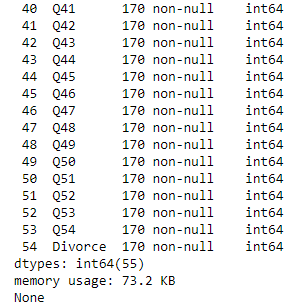 40 Q41 170 non-null int64
41 Q42 170 non-null int64
42 Q43 170 non-null int64
43 Q44 170 non-null int64
44 Q45 170 non-null int64
45 Q46 170 non-null int64
46 Q47 170 non-null int64
47 Q48 170 non-null int64
48 Q49 170 non-null int64
49 Q50 170 non-null int64
50 Q51 170 non-null int64
51 Q52 170 non-null int64
52 Q53 170 non-null int64
53 Q54 170 non-null int64
54 Divorce 170 non-null int64
dtypes: int64(55)
memory usage: 73.2 KB
None